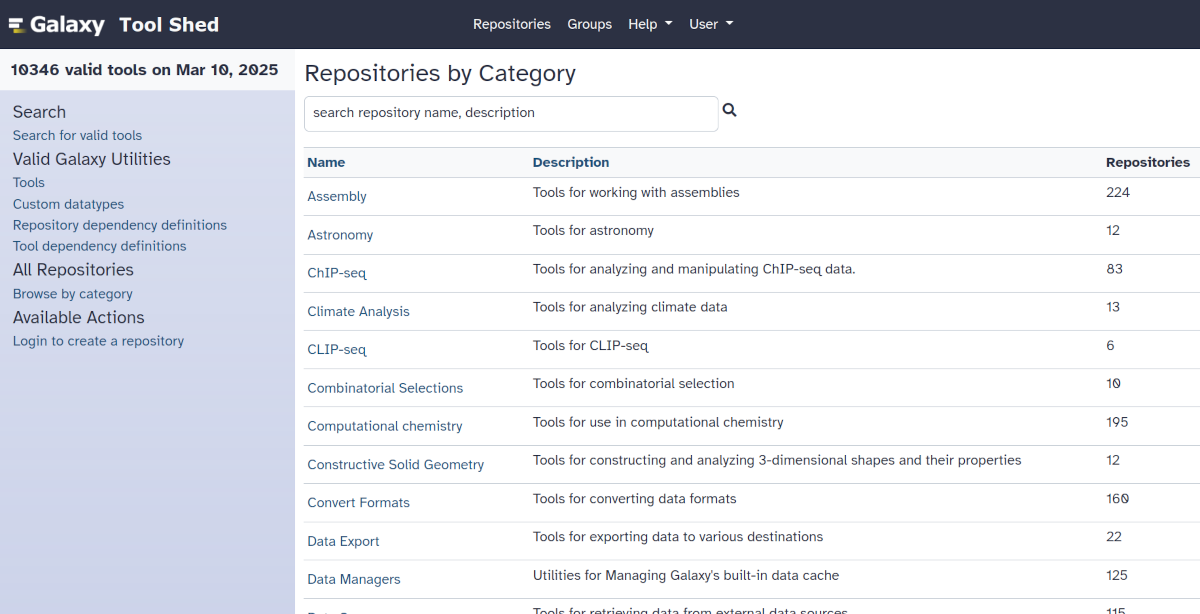 Galaxy Tool Shed
Repositories Groups Help User
10346 valid tools on Mar 10, 2025
Search
Search for valid tools
Valid Galaxy Utilities
Tools
Custom datatypes
Repository dependency definitions
Tool dependency definitions
All Repositories
Browse by category
Available Actions
Login to create a repository
Repositories by Category
search repository name, description
Name Description Repositories
Assembly Tools for working with assemblies 224
Astronomy Tools for astronomy 12
ChIP-seq Tools for analyzing and manipulating ChIP-seq data. 83
Climate Analysis Tools for analyzing climate data 13
CLIP-seq Tools for CLIP-seq 6
Combinatorial Selections Tools for combinatorial selection 10
Computational chemistry Tools for use in computational chemistry 195
Constructive Solid Geometry Tools for constructing and analyzing 3-dimensional shapes and their properties 12
Convert Formats Tools for converting data formats 160
Data Export Tools for exporting data to various destinations 22
Data Managers Utilities for Managing Galaxy's built-in data cache 125
Tools for retrieving data from external data sources 115